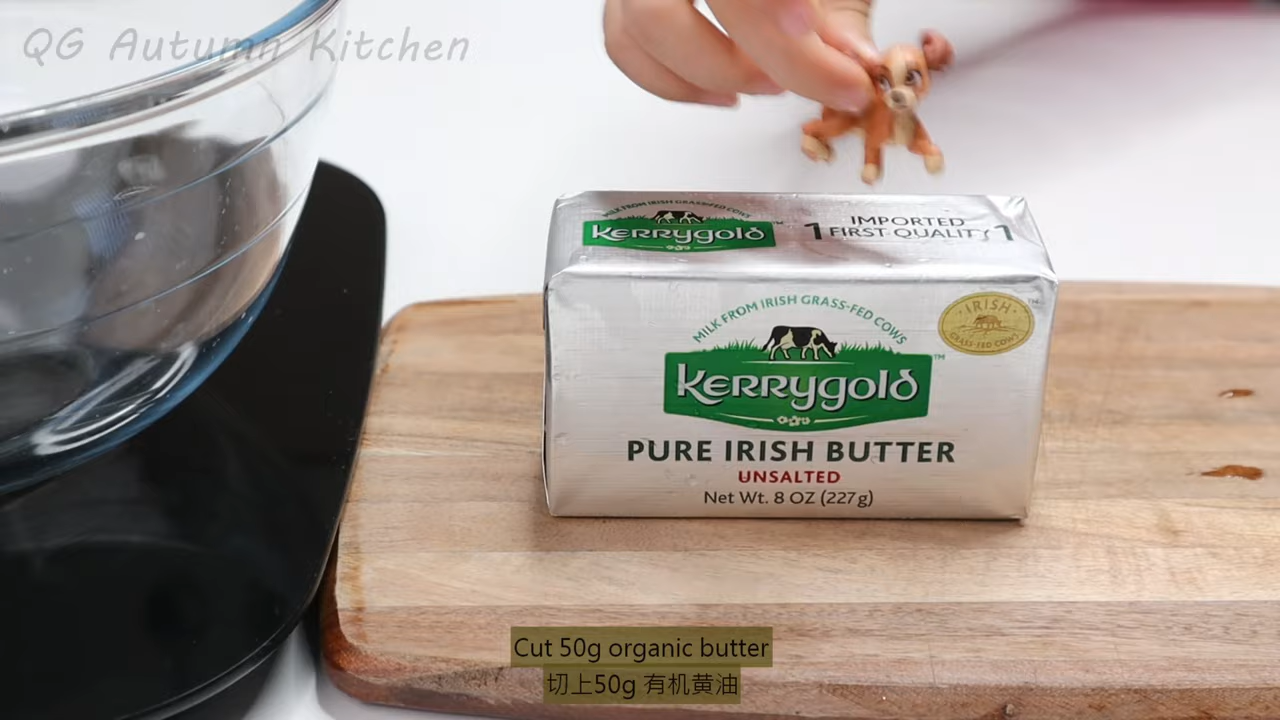 QG Autumn Kitchen
MILK FROM IRISH GRASS-FED COWS
Kerrygold
1 IMPORTED FIRST QUALITY 1
IRISH
GRASS-FED COWS
MILK FROM IRISH GRASS-FED COWS
Kerrygold™
PURE IRISH BUTTER
UNSALTED
Net Wt. 8 OZ (227g)
Cut 50g organic butter
切上50g 有机黄油